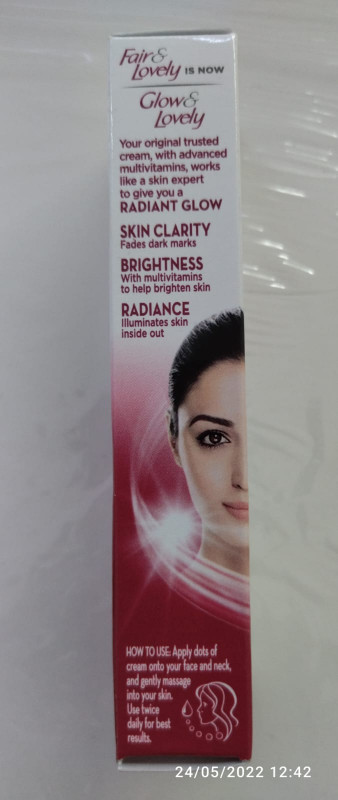 Fair &
Lovely IS NOW
Glow &
Lovely
Your original trusted
cream, with advanced
multivitamins, works
like a skin expert
to give you a
RADIANT GLOW
SKIN CLARITY
Fades dark marks
BRIGHTNESS
With multivitamins
to help brighten skin
RADIANCE
Illuminates skin
inside out
HOW TO USE: Apply dots of
cream onto your face and neck,
and gently massage
into your skin.
Use twice
daily for best
results.
24/05/2022 12:42